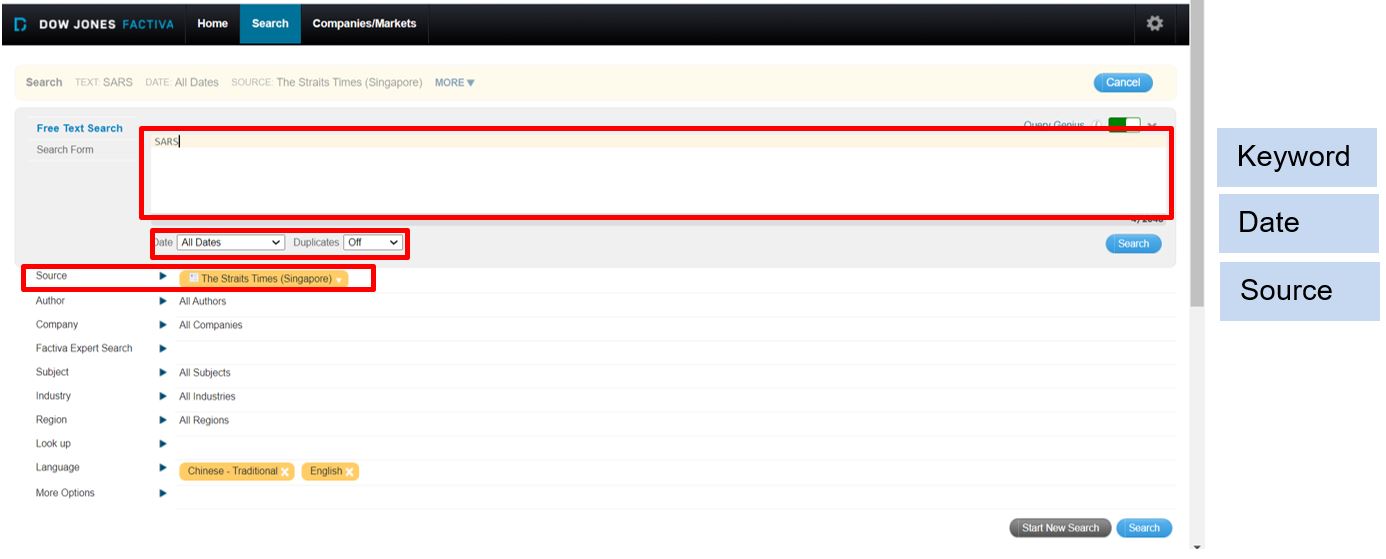 DOW JONES FACTIVA Home Search Companies/Markets
Search TEXT: SARS DATE: All Dates SOURCE: The Straits Times (Singapore) MORE Cancel
Free Text Search
Query Genius
Search Form
SARS
4/2048
Date All Dates Duplicates Off Search
Source The Straits Times (Singapore)
Author All Authors
Company All Companies
Factiva Expert Search
Subject All Subjects
Industry All Industries
Region All Regions
Look up
Language Chinese - Traditional English
More Options
Start New Search Search
Keyword
Date
Source